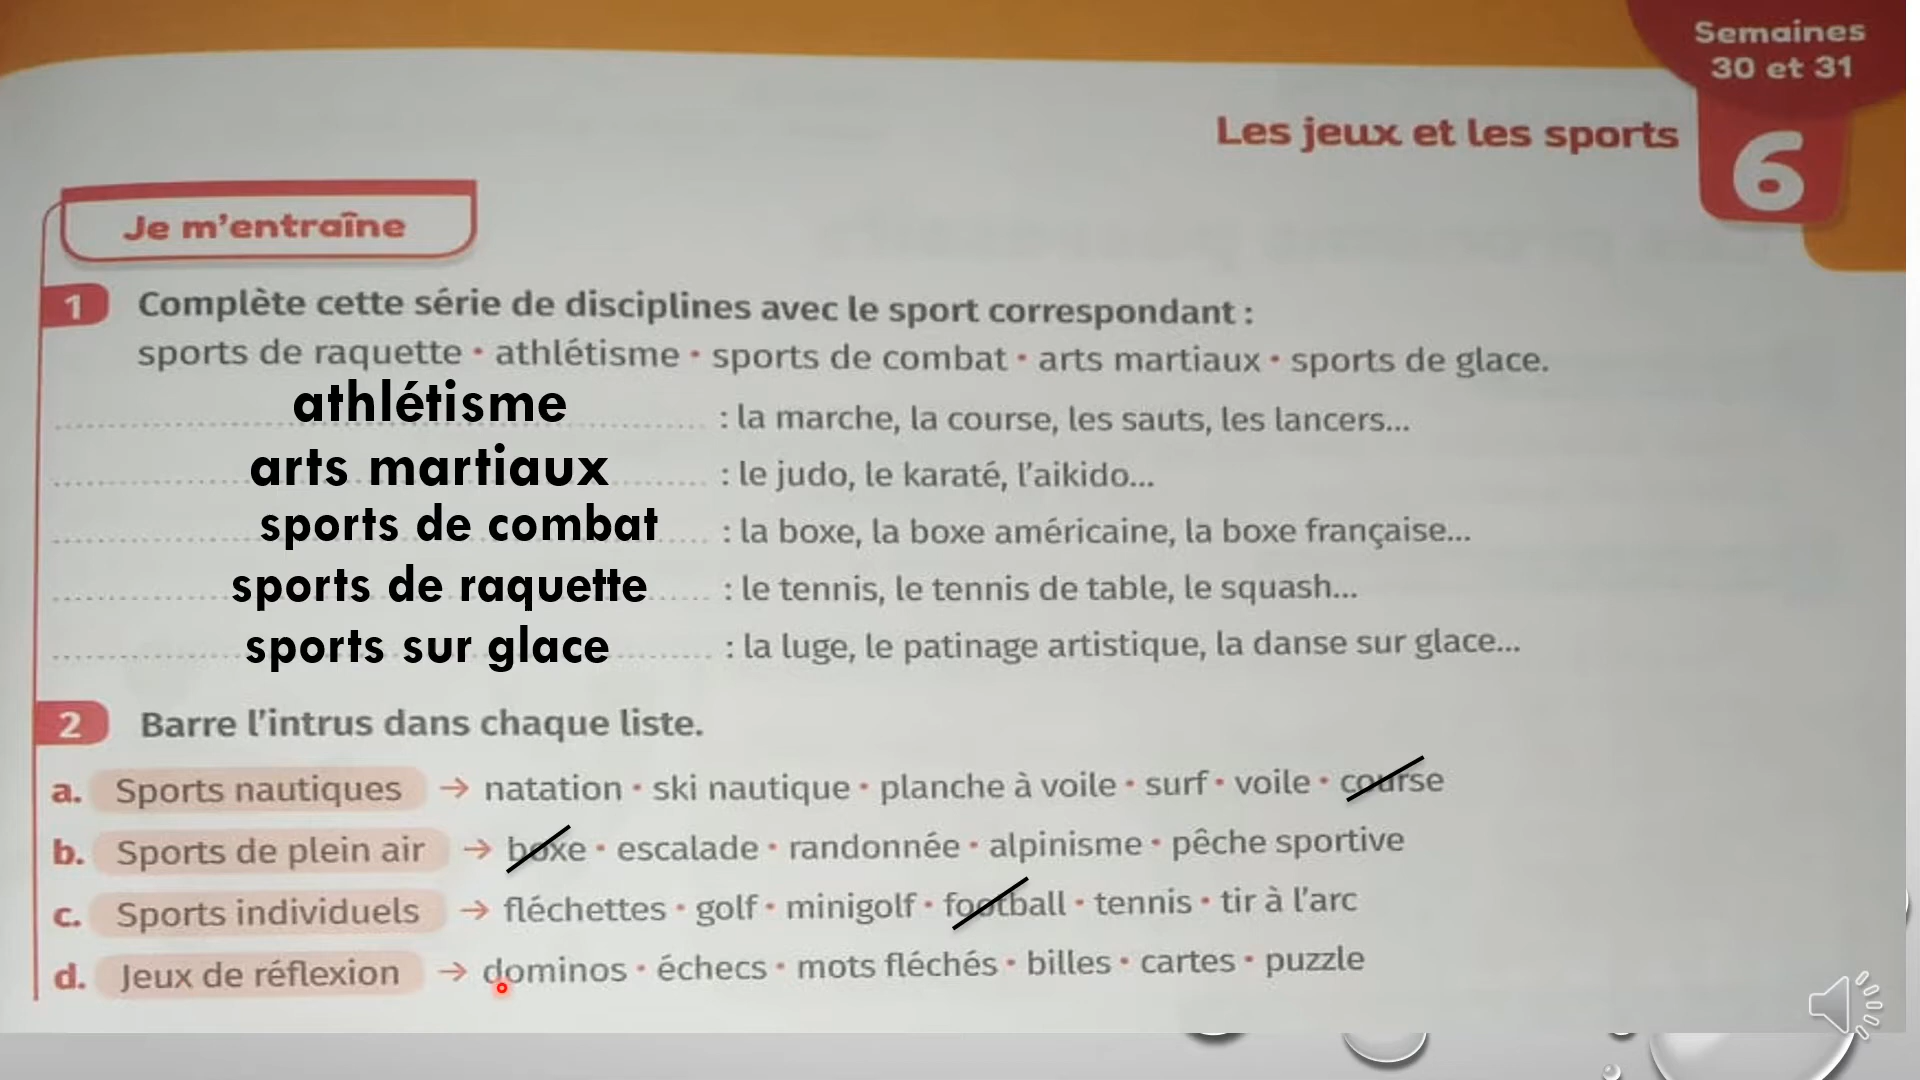 Semaines
30 et 31
Les jeux et les sports
6
Je m'entraîne
1 Complète cette série de disciplines avec le sport correspondant :
sports de raquette • athlétisme • sports de combat • arts martiaux • sports de glace.
athlétisme : la marche, la course, les sauts, les lancers...
arts martiaux : le judo, le karaté, l'aikido...
sports de combat : la boxe, la boxe américaine, la boxe française...
sports de raquette : le tennis, le tennis de table, le squash...
sports sur glace : la luge, le patinage artistique, la danse sur glace...
2 Barre l'intrus dans chaque liste.
a. Sports nautiques → natation • ski nautique • planche à voile • surf • voile • course
b. Sports de plein air → boxe • escalade • randonnée • alpinisme • pêche sportive
c. Sports individuels → fléchettes • golf • minigolf • football • tennis • tir à l'arc
d. Jeux de réflexion → dominos • échecs • mots fléchés • billes • cartes • puzzle